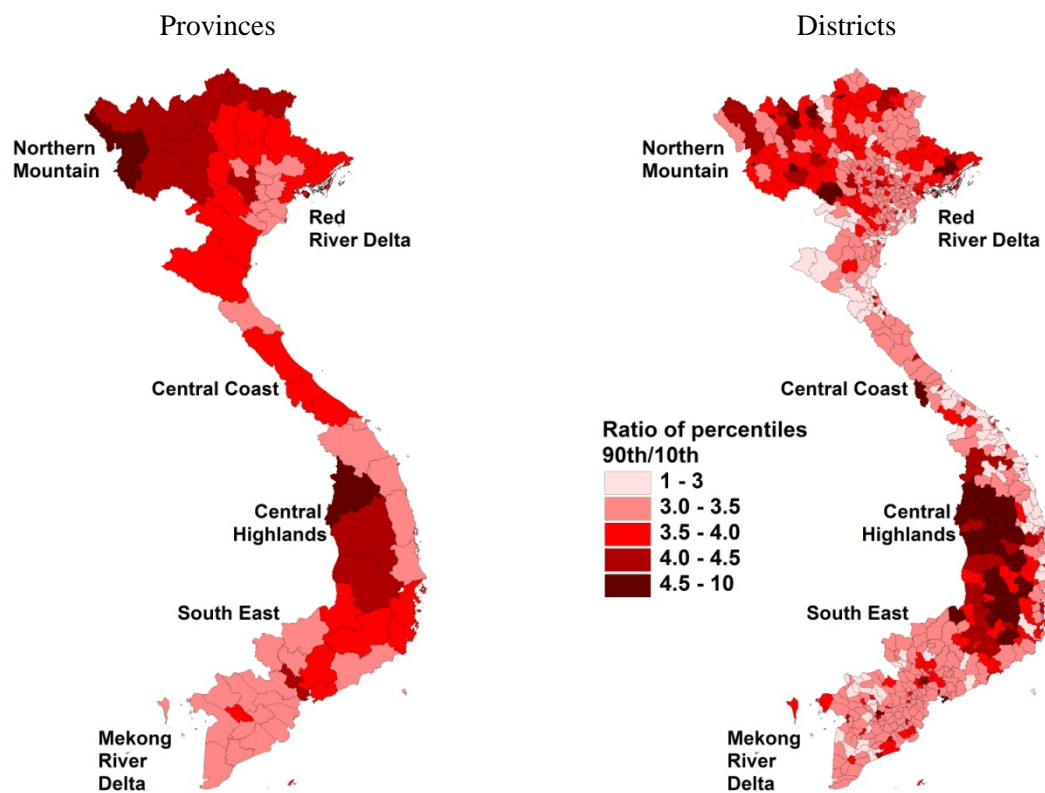 Provinces
Districts
Northern
Mountain
Red
River Delta
Central Coast
Central
Highlands
South East
Mekong
River
Delta
Northern
Mountain
Red
River Delta
Central Coast
Ratio of percentiles
90th/10th
1 - 3
3.0 - 3.5
3.5 - 4.0
4.0 - 4.5
4.5 - 10
Central
Highlands
South East
Mekong
River
Delta